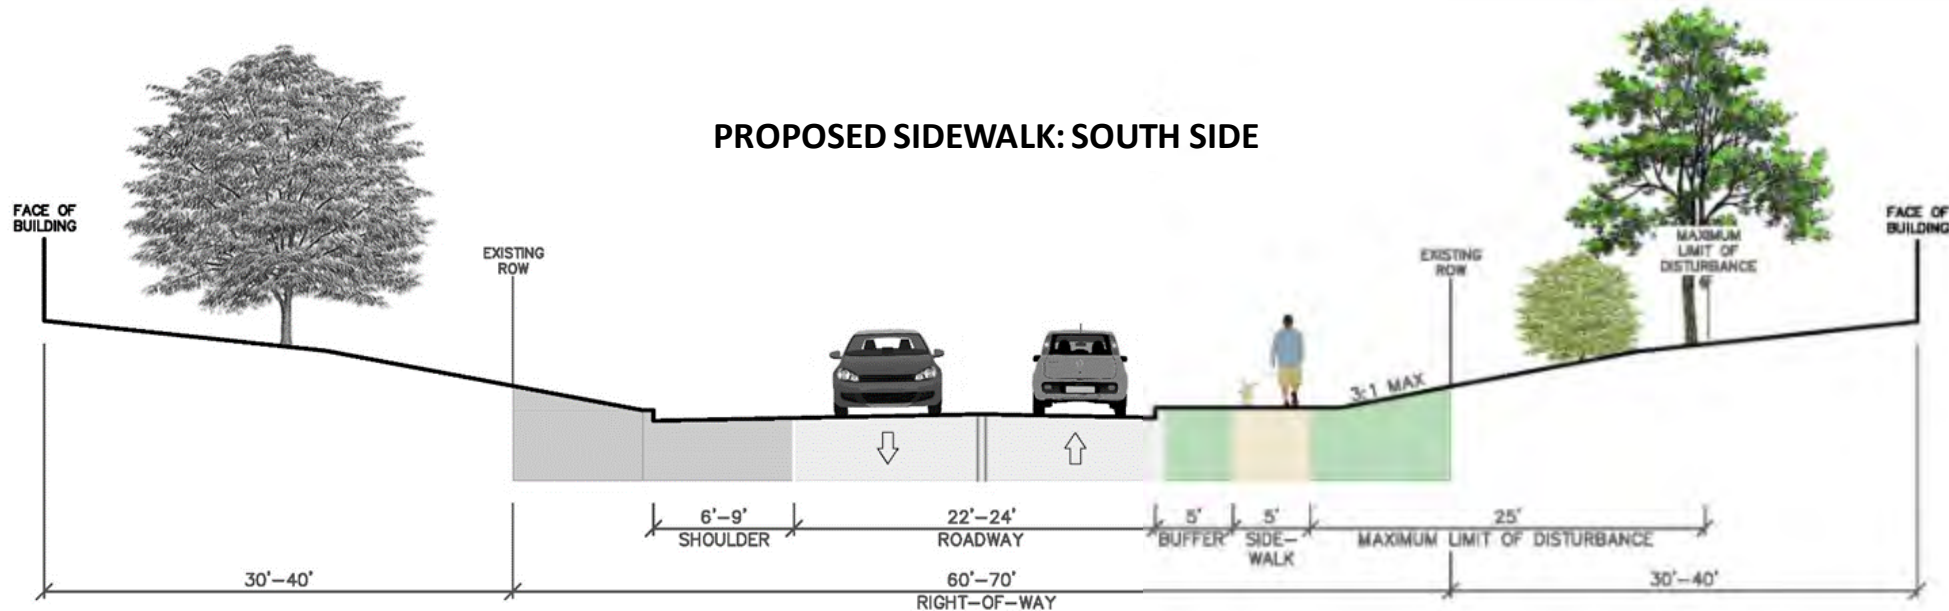 PROPOSED SIDEWALK: SOUTH SIDE
FACE OF
BUILDING
EXISTING
ROW
EXISTING
ROW
MAXIMUM
LIMIT OF
DISTURBANCE
FACE OF
BUILDING
3:1 MAX
6'-9'
SHOULDER
22'-24'
ROADWAY
5'
BUFFER
5'
SIDE-
WALK
25'
MAXIMUM LIMIT OF DISTURBANCE
30'-40'
60'-70'
RIGHT-OF-WAY
30'-40'